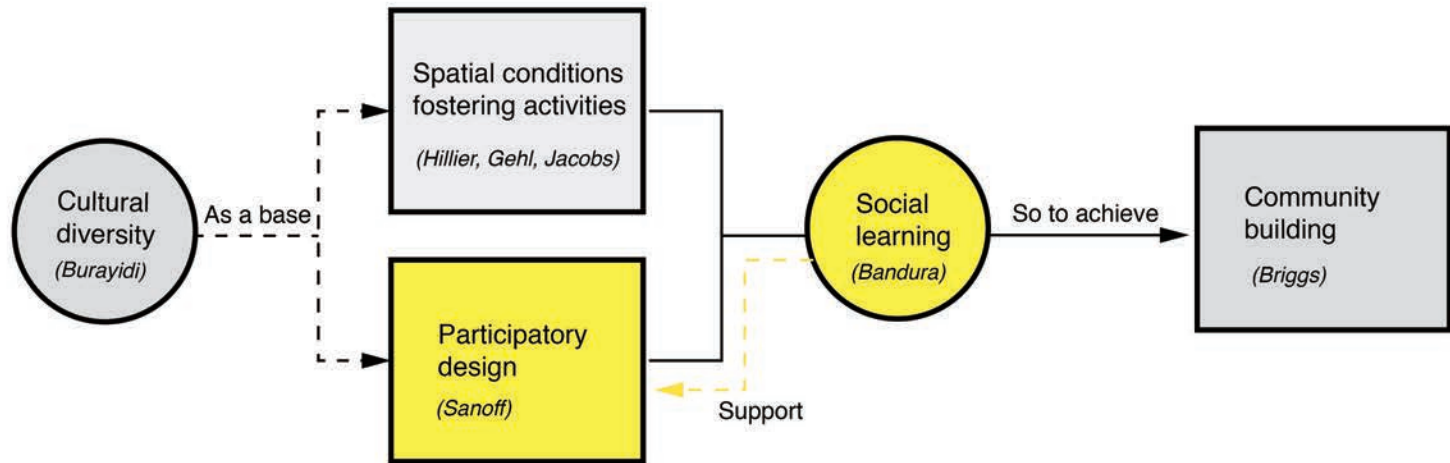 Cultural
diversity
(Burayidi)
As a base
Spatial conditions
fostering activities
(Hillier, Gehl, Jacobs)
Participatory
design
(Sanoff)
Support
Social
learning
(Bandura)
So to achieve
Community
building
(Briggs)